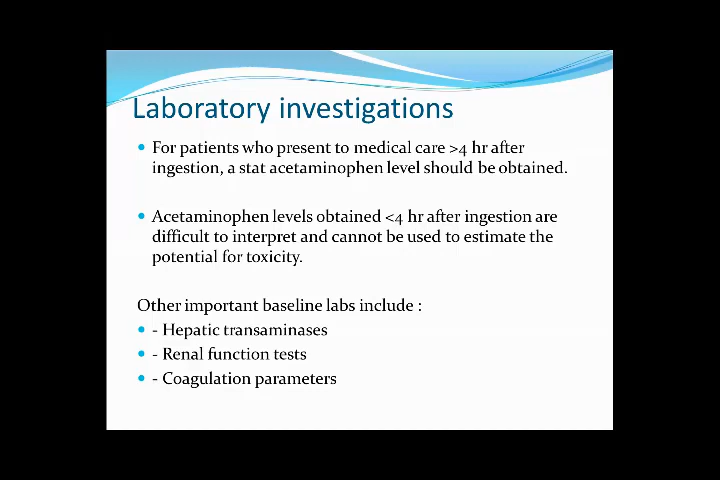 Laboratory investigations
• For patients who present to medical care >4 hr after
ingestion, a stat acetaminophen level should be obtained.
• Acetaminophen levels obtained <4 hr after ingestion are
difficult to interpret and cannot be used to estimate the
potential for toxicity.
Other important baseline labs include :
• - Hepatic transaminases
• - Renal function tests
• - Coagulation parameters